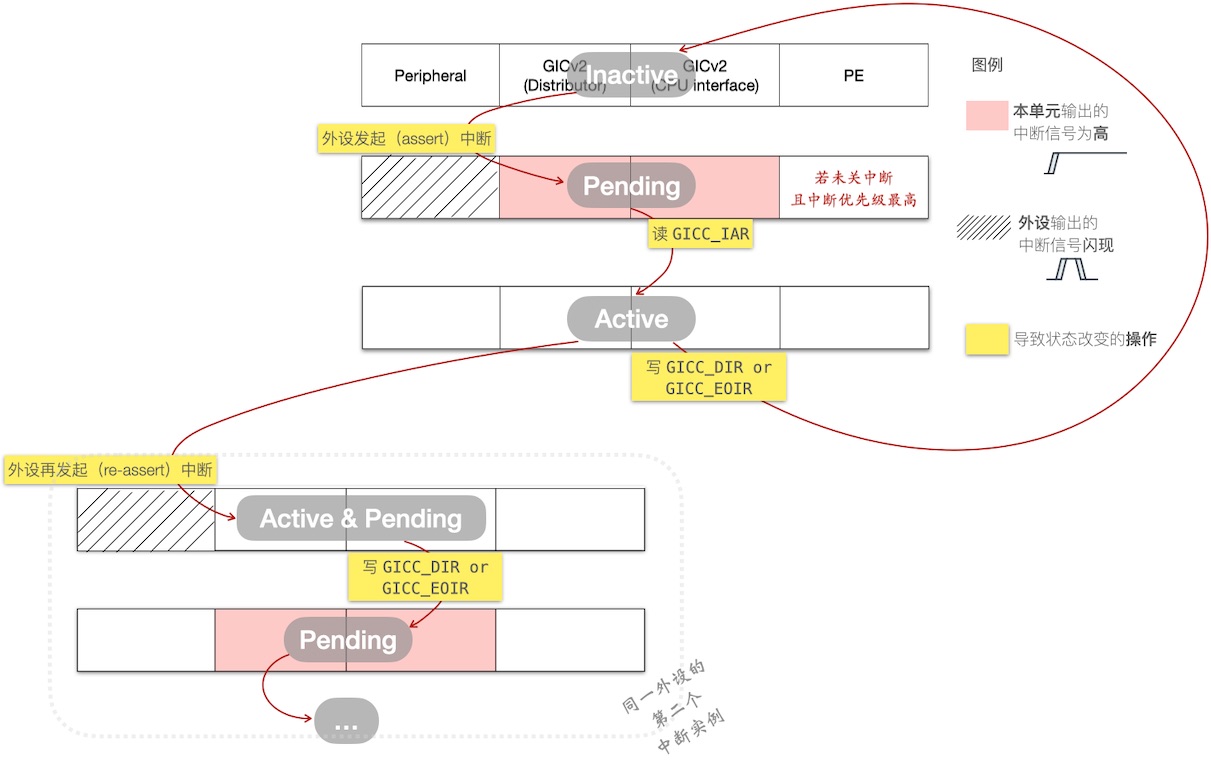 Peripheral
GICv2
(Distributor)
Inactive
GICv2
(CPU interface)
PE
图例
本单元输出的
中断信号为高
外设发起（assert）中断
Pending
若未关中断
且中断优先级最高
读 GICC_IAR
外设输出的
中断信号闪现
Active
导致状态改变的操作
写 GICC_DIR or
GICC_EOIR
外设再发起（re-assert）中断
Active & Pending
写 GICC_DIR or
GICC_EOIR
Pending
...
同一外设的
第二个
中断实例